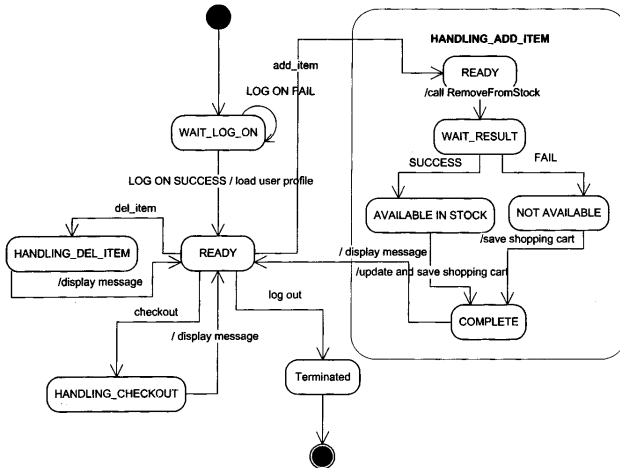 HANDLING_ADD_ITEM
add_item
READY
LOG ON FAIL
/call RemoveFromStock
WAIT_LOG_ON
WAIT_RESULT
SUCCESS
FAIL
LOG ON SUCCESS / load user profile
del_item
AVAILABLE IN STOCK
NOT AVAILABLE
/save shopping cart
HANDLING_DEL_ITEM
READY
/ display message
/update and save shopping cart
/display message
log out
checkout
COMPLETE
/ display message
Terminated
HANDLING_CHECKOUT